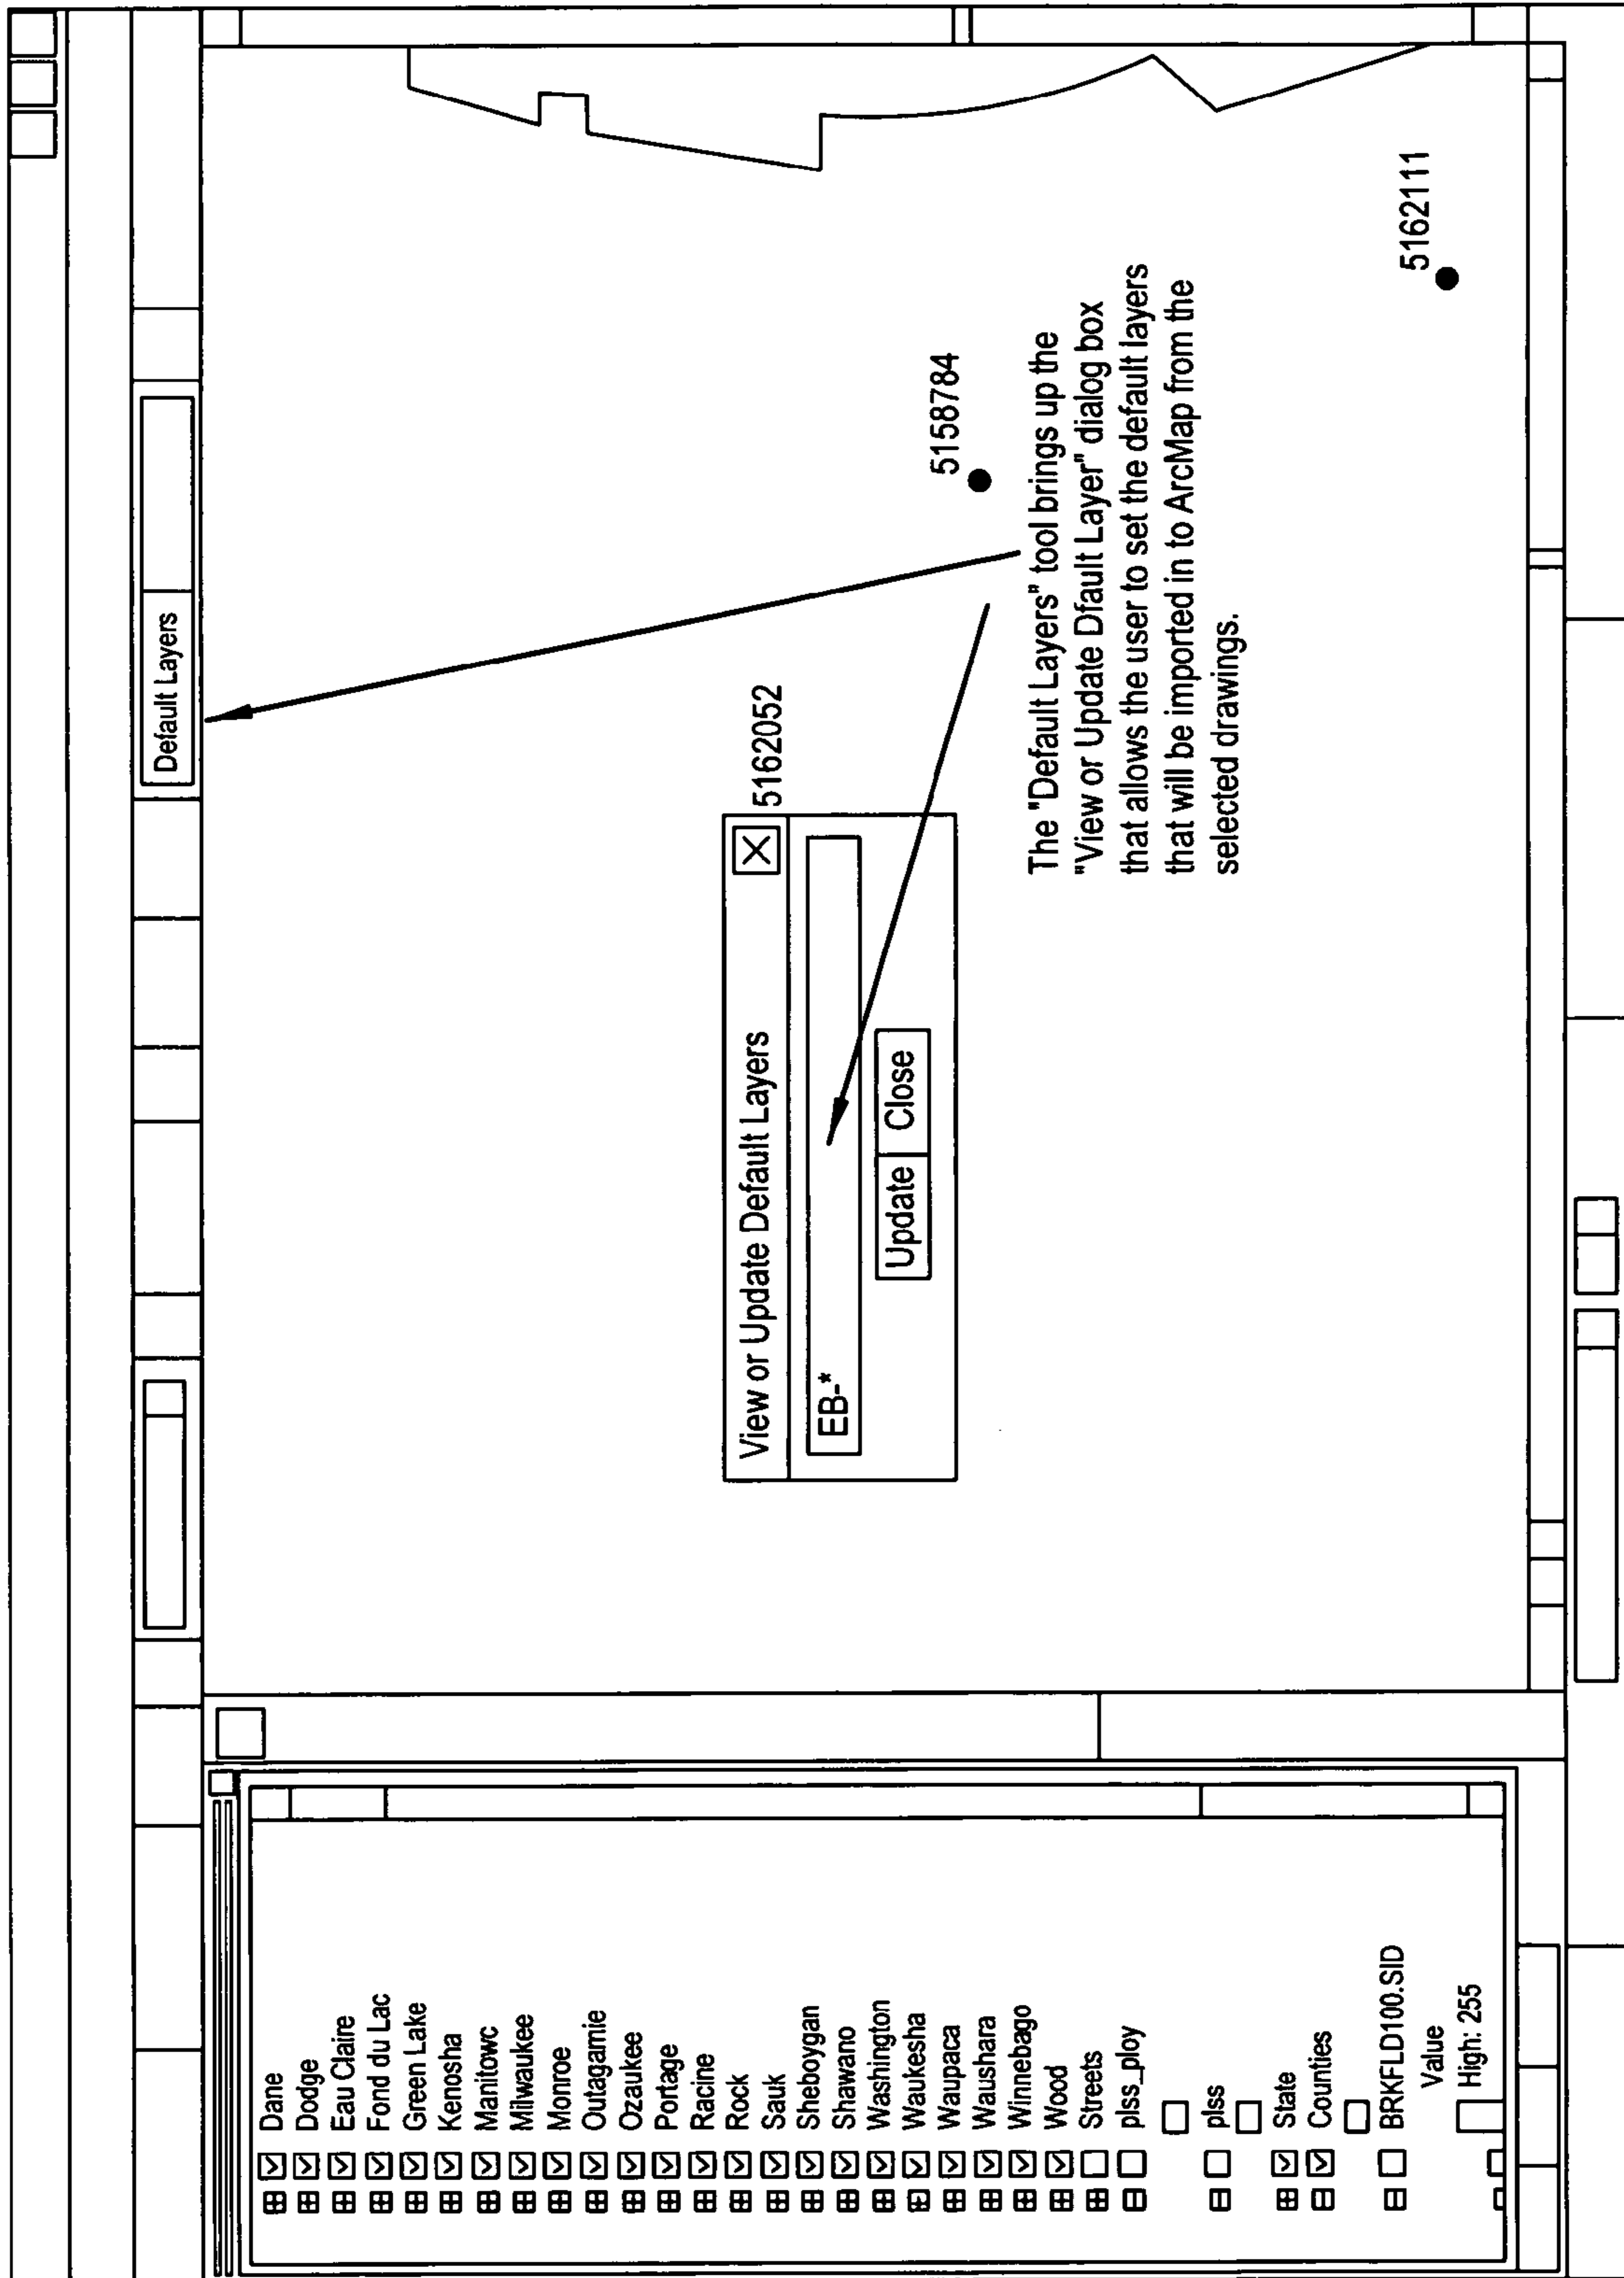 Default Layers
Dane
Dodge
Eau Claire
Fond du Lac
Green Lake
Kenosha
Manitowc
Milwaukee
Monroe
Outagamie
Ozaukee
Portage
Racine
Rock
Sauk
Sheboygan
Shawano
Washington
Waukesha
Waupaca
Waushara
Winnebago
Wood
Streets
plss_ploy
plss
State
Counties
BRKFLD100.SID
Value
High: 255
View or Update Default Layers
5162052
EB-*
Update Close
5158784
The "Default Layers" tool brings up the
"View or Update Dfault Layer" dialog box
that allows the user to set the default layers
that will be imported in to ArcMap from the
selected drawings.
5162111